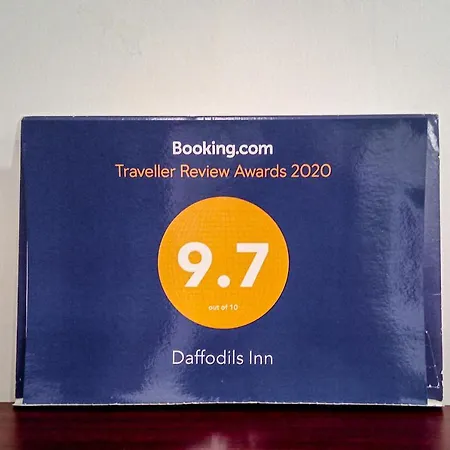 Booking.com
Traveller Review Awards 2020
9.7
out of 10
Daffodils Inn